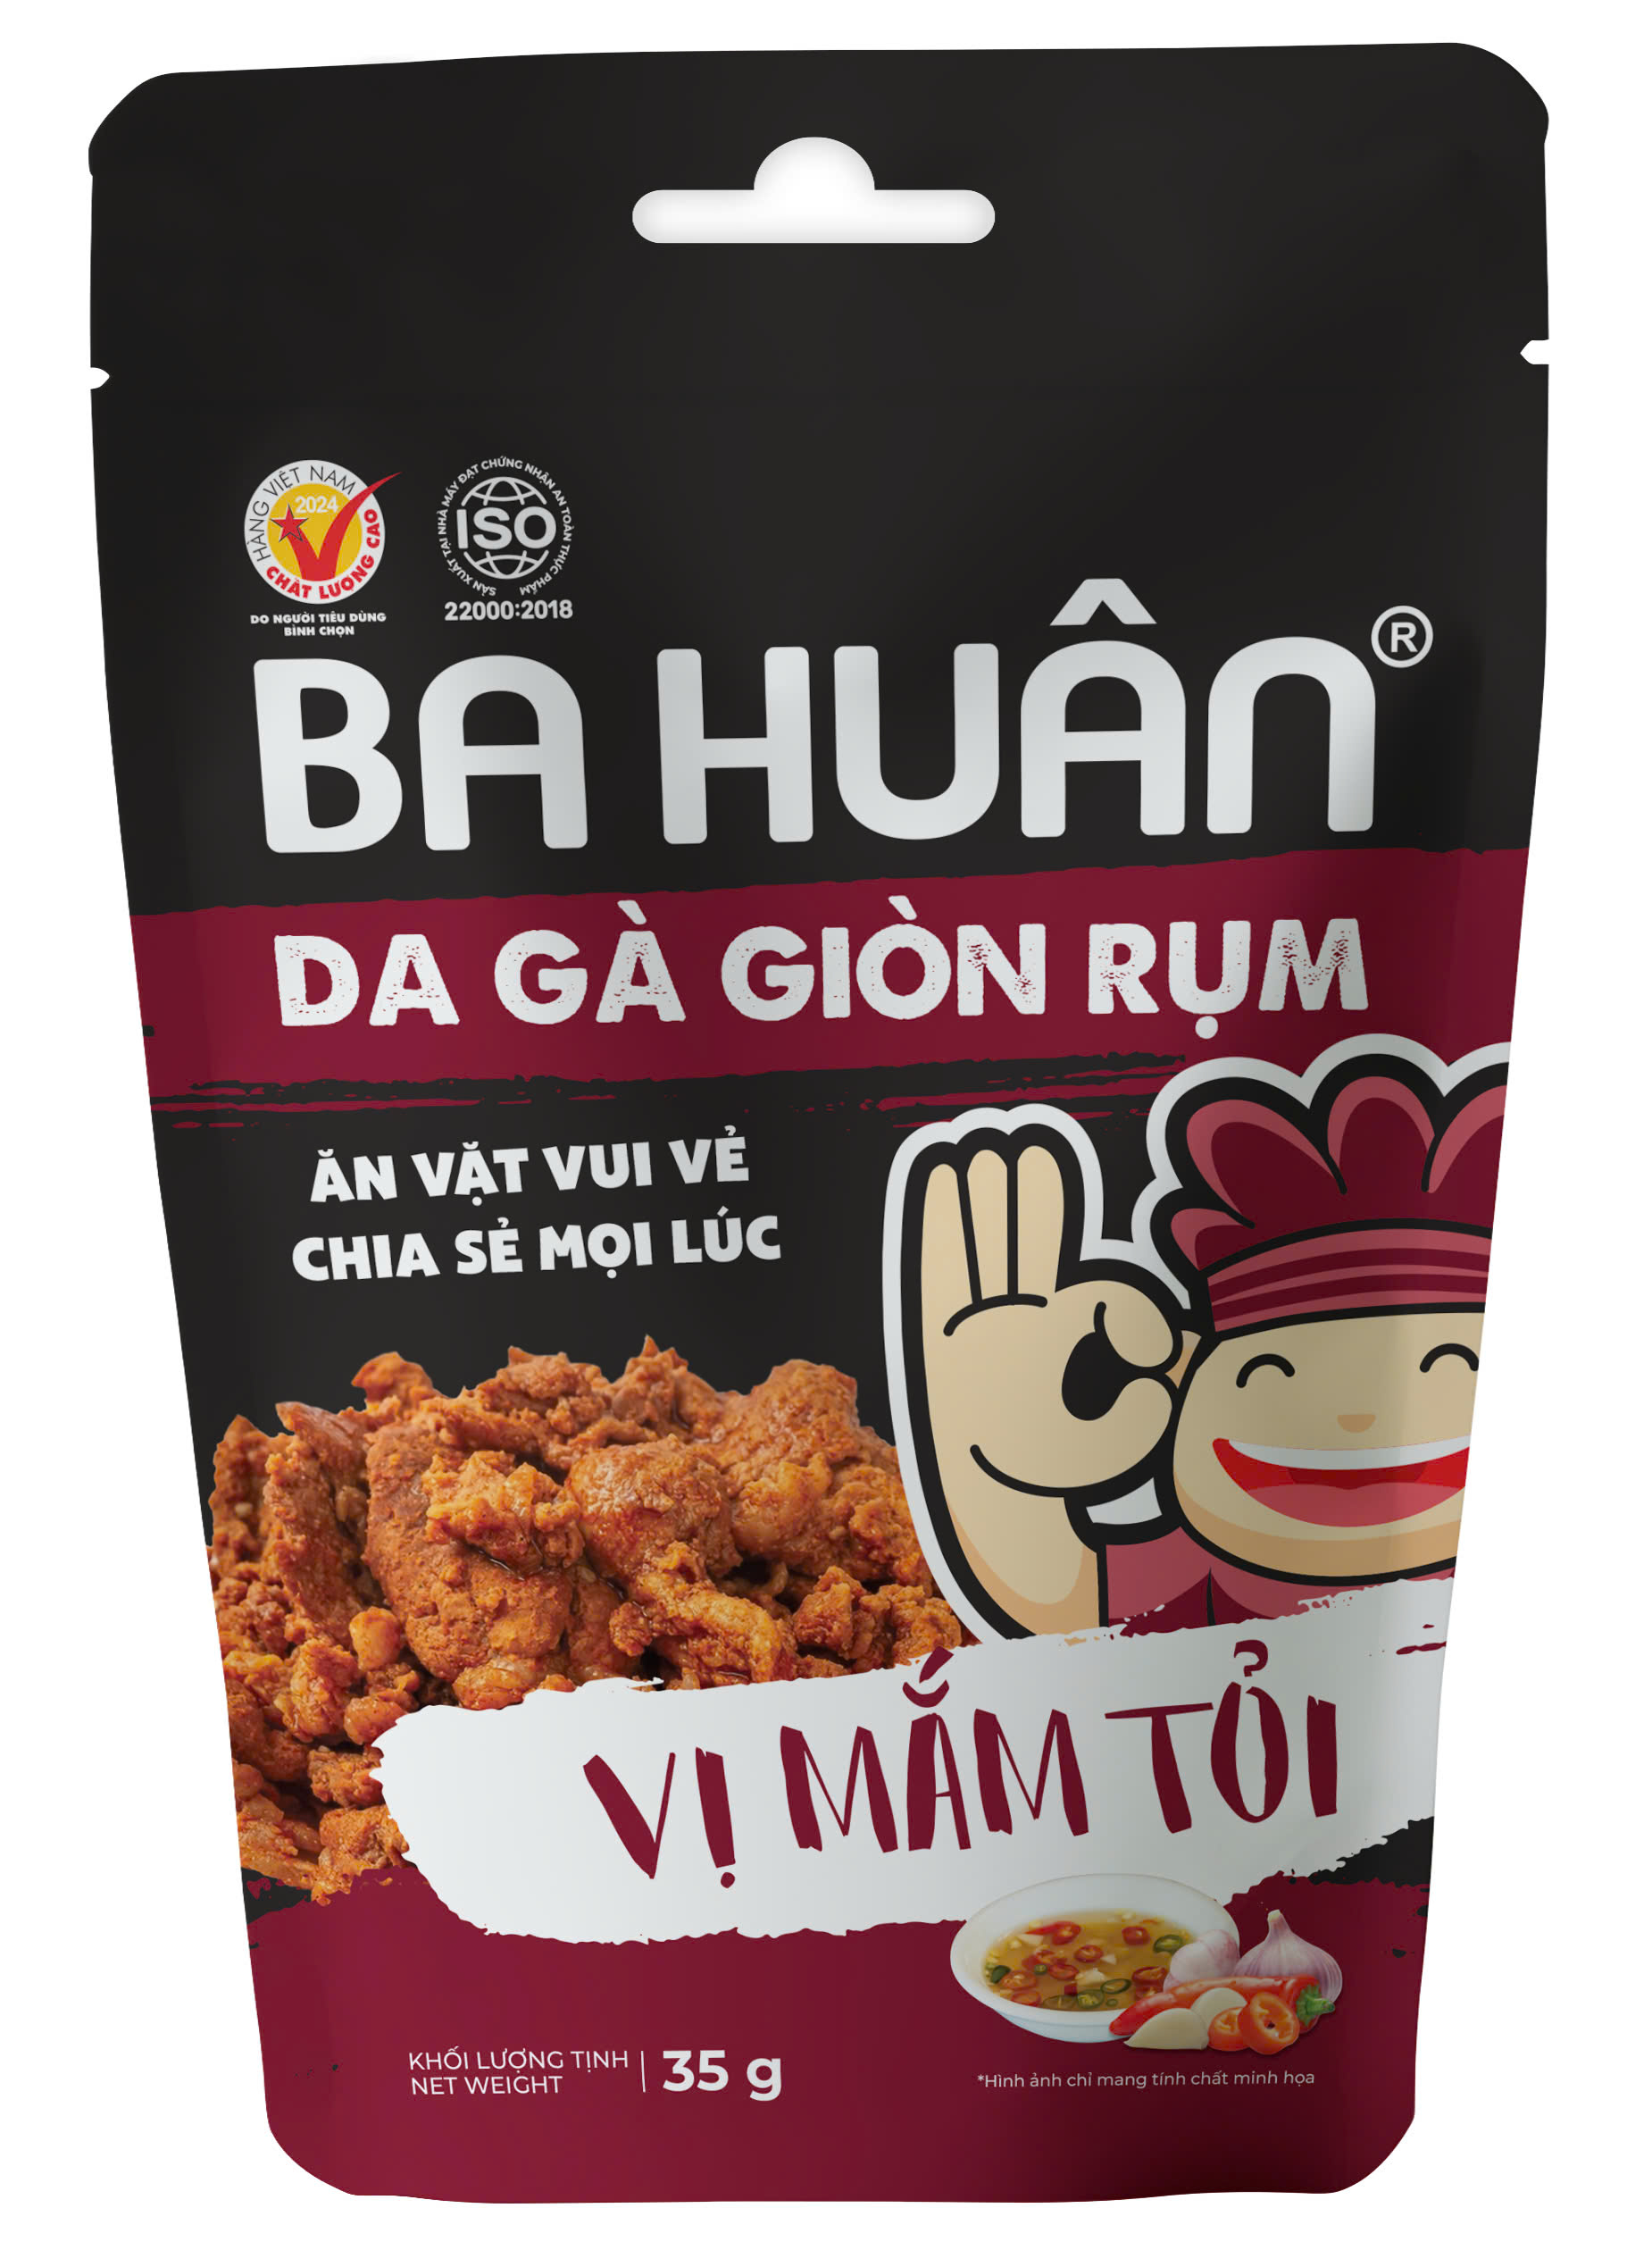 HÀNG VIỆT NAM
2024
CHẤT LƯỢNG CAO
DO NGƯỜI TIÊU DÙNG
BÌNH CHỌN
SẢN XUẤT TẠI NHÀ MÁY ĐẠT CHỨNG NHẬN AN TOÀN THỰC PHẨM
ISO
22000:2018
BA HUÂN®
DA GÀ GIÒN RỤM
ĂN VẶT VUI VẺ
CHIA SẺ MỌI LÚC
VỊ MẮM TỎI
KHỐI LƯỢNG TỊNH
NET WEIGHT
35 g
*Hình ảnh chỉ mang tính chất minh họa